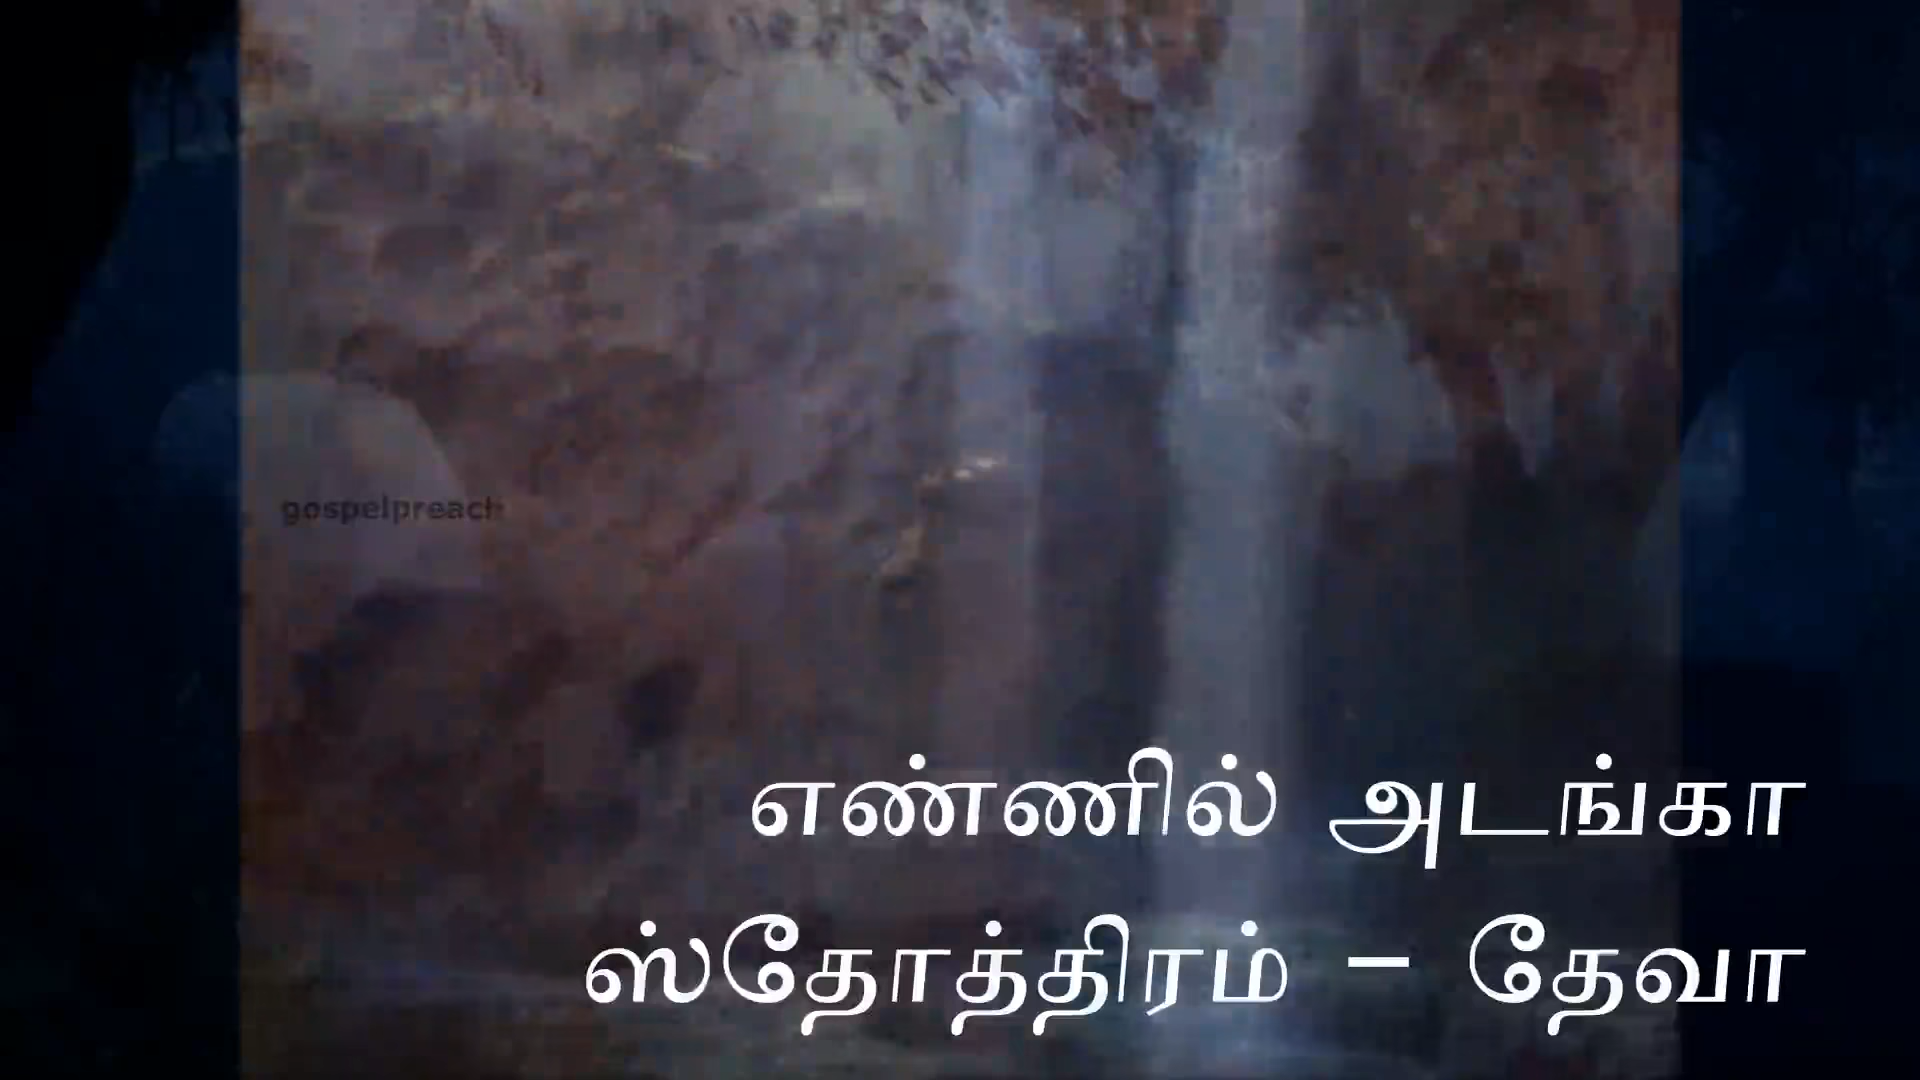 gospelpreach
எண்ணில் அடங்கா
ஸ்தோத்திரம் - தேவா